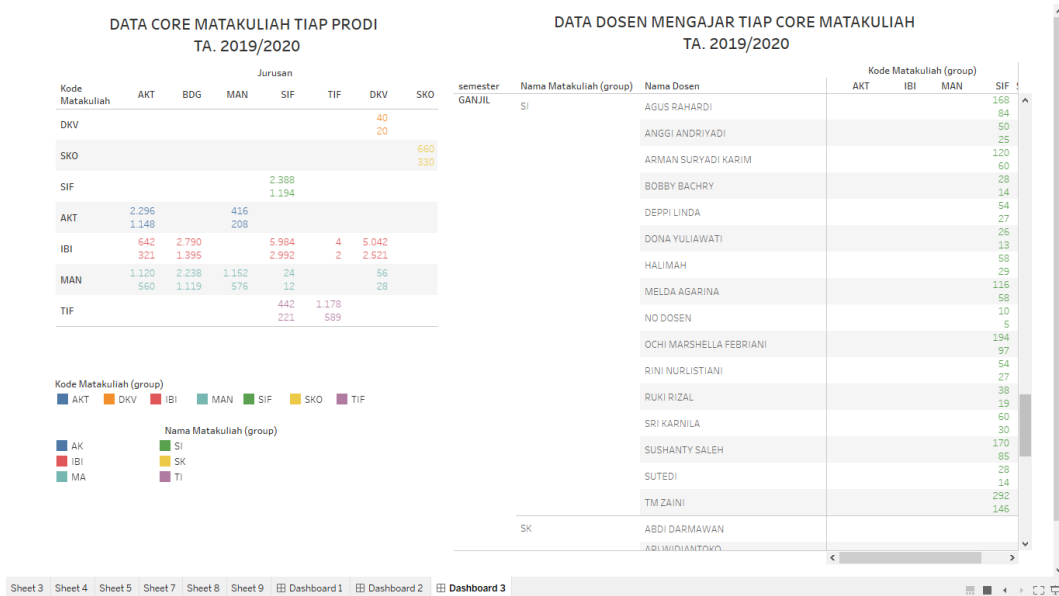 DATA CORE MATAKULIAH TIAP PRODI
TA. 2019/2020
Jurusan
Kode Matakuliah AKT BDG MAN SIF TIF DKV SKO
DKV 40
20
SKO 660
330
SIF 2.388
1.194
AKT 2.296 416
1.148 208
IBI 642 2.790 5.984 4 5.042
321 1.395 2.992 2 2.521
MAN 1.120 2.238 1.152 24 56
560 1.119 576 12 28
TIF 442 1.178
221 589
Kode Matakuliah (group)
AKT DKV IBI MAN SIF SKO TIF
Nama Matakuliah (group)
AK SI
IBI SK
MA TI
DATA DOSEN MENGAJAR TIAP CORE MATAKULIAH
TA. 2019/2020
Kode Matakuliah (group)
semester Nama Matakuliah (group) Nama Dosen AKT IBI MAN SIF
GANJIL SI AGUS RAHARDI 168
84
ANGGI ANDRIYADI 50
25
ARMAN SURYADI KARIM 120
60
BOBBY BACHRY 28
14
DEPPI LINDA 54
27
DONA YULIAWATI 26
13
HALIMAH 58
29
MELDA AGARINA 116
58
NO DOSEN 10
5
OCHI MARSHELLA FEBRIANI 194
97
RINI NURLISTIANI 54
27
RUKI RIZAL 38
19
SRI KARNILA 60
30
SUSHANTY SALEH 170
85
SUTEDI 28
14
TM ZAINI 292
146
SK ABDI DARMAWAN
ARI WIDIANTOKO
Sheet 3 Sheet 4 Sheet 5 Sheet 7 Sheet 8 Sheet 9 Dashboard 1 Dashboard 2 Dashboard 3